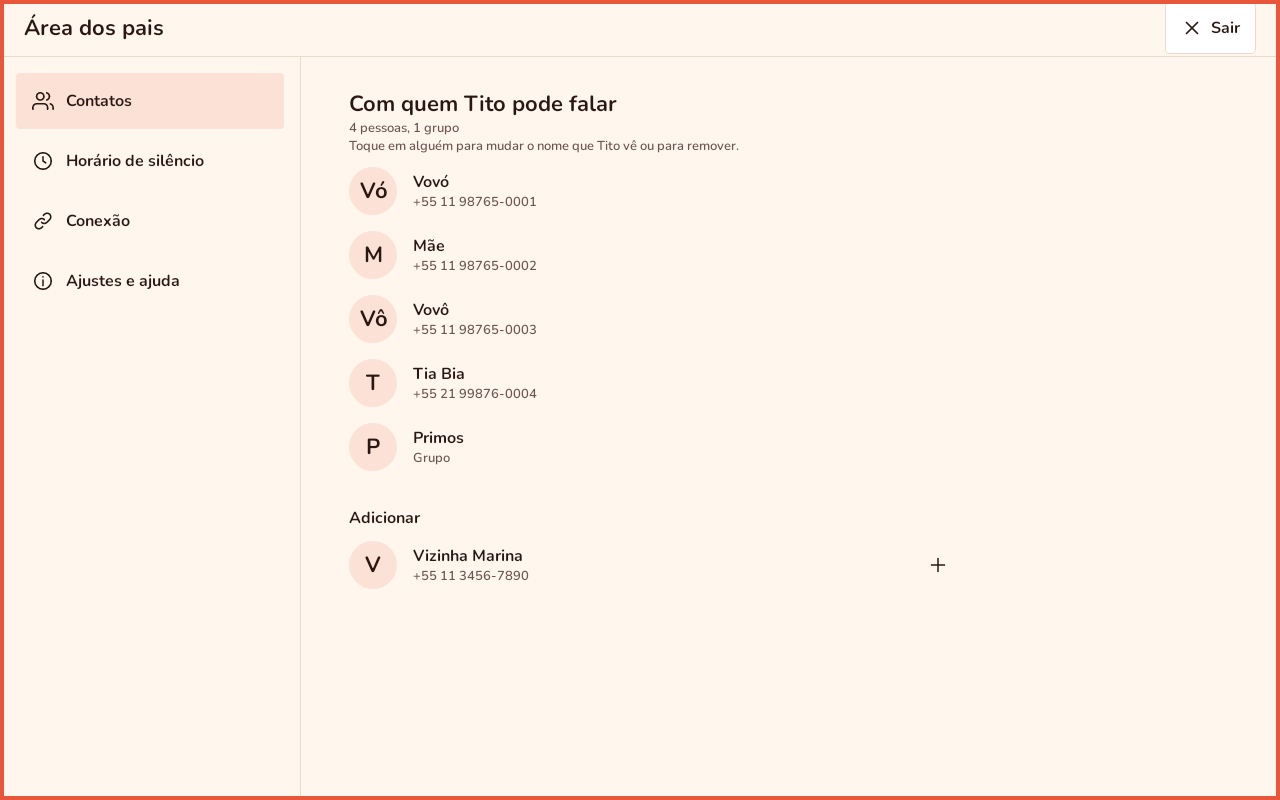 Área dos pais
Sair
Contatos
Horário de silêncio
Conexão
Ajustes e ajuda
Com quem Tito pode falar
4 pessoas, 1 grupo
Toque em alguém para mudar o nome que Tito vê ou para remover.
Vó
Vovó
+55 11 98765-0001
M
Mãe
+55 11 98765-0002
Vô
Vovô
+55 11 98765-0003
T
Tia Bia
+55 21 99876-0004
P
Primos
Grupo
Adicionar
V
Vizinha Marina
+55 11 3456-7890